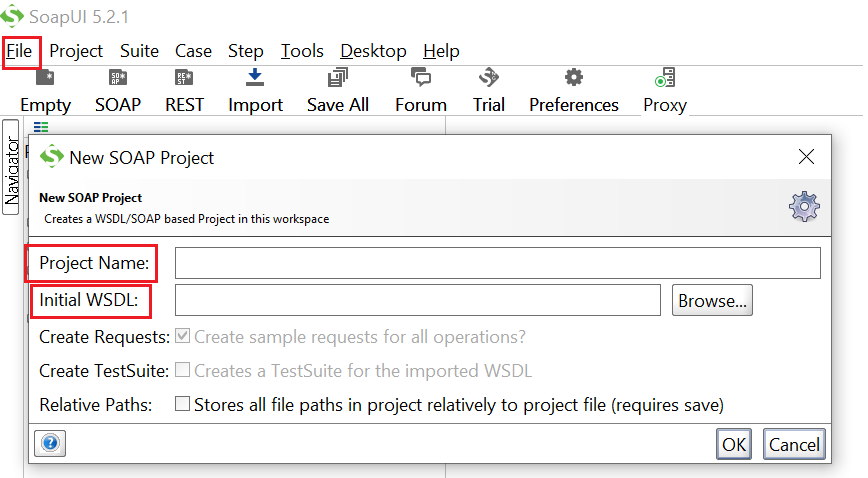 SoapUI 5.2.1
File Project Suite Case Step Tools Desktop Help
Empty SOAP REST Import Save All Forum Trial Preferences Proxy
Navigator
New SOAP Project
New SOAP Project
Creates a WSDL/SOAP based Project in this workspace
Project Name:
Initial WSDL: Browse...
Create Requests: Create sample requests for all operations?
Create TestSuite: Creates a TestSuite for the imported WSDL
Relative Paths: Stores all file paths in project relatively to project file (requires save)
OK Cancel